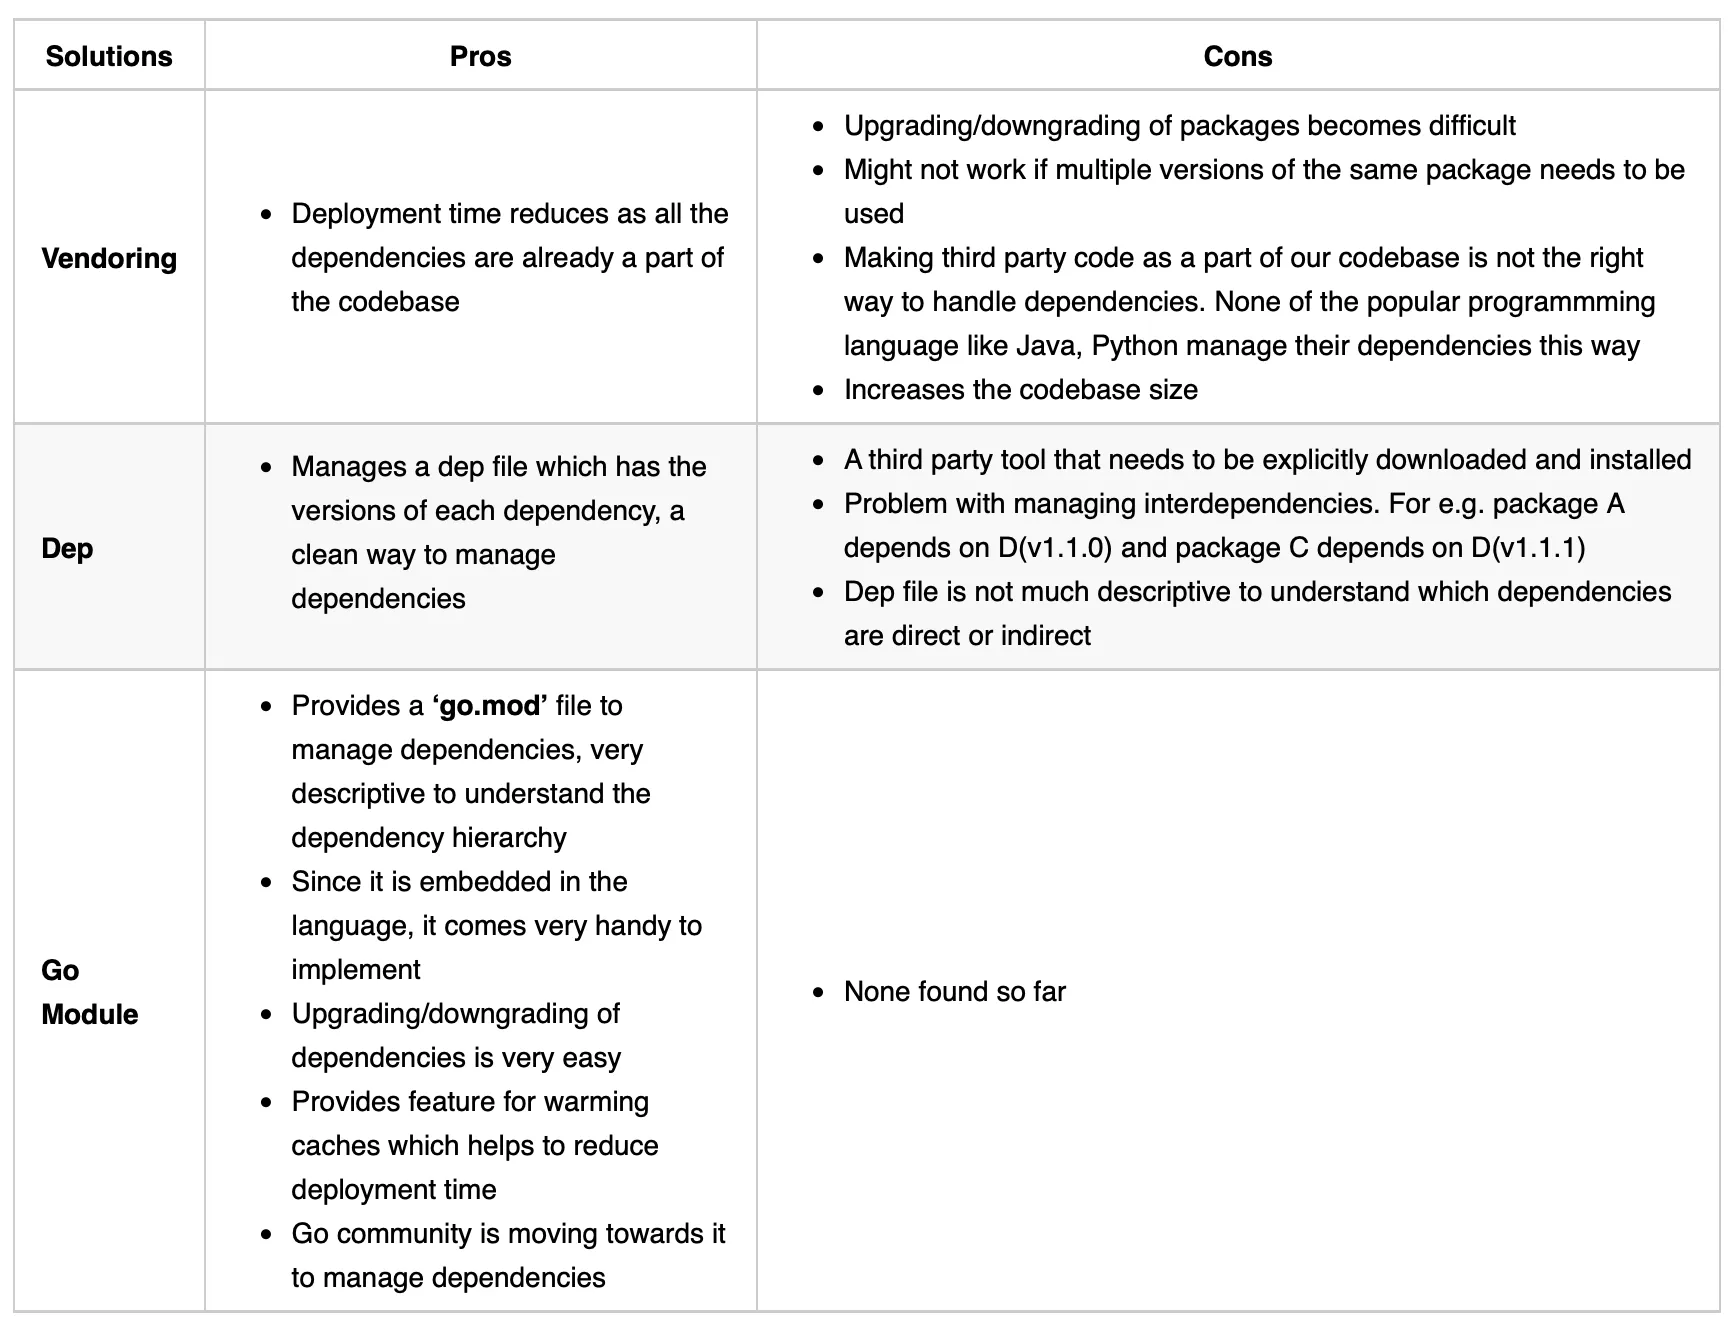 Solutions
Pros
Cons
Vendoring
• Deployment time reduces as all the
dependencies are already a part of
the codebase
• Upgrading/downgrading of packages becomes difficult
• Might not work if multiple versions of the same package needs to be
used
• Making third party code as a part of our codebase is not the right
way to handle dependencies. None of the popular programmming
language like Java, Python manage their dependencies this way
• Increases the codebase size
Dep
• Manages a dep file which has the
versions of each dependency, a
clean way to manage
dependencies
• A third party tool that needs to be explicitly downloaded and installed
• Problem with managing interdependencies. For e.g. package A
depends on D(v1.1.0) and package C depends on D(v1.1.1)
• Dep file is not much descriptive to understand which dependencies
are direct or indirect
Go
Module
• Provides a ‘go.mod’ file to
manage dependencies, very
descriptive to understand the
dependency hierarchy
• Since it is embedded in the
language, it comes very handy to
implement
• Upgrading/downgrading of
dependencies is very easy
• Provides feature for warming
caches which helps to reduce
deployment time
• Go community is moving towards it
to manage dependencies
• None found so far